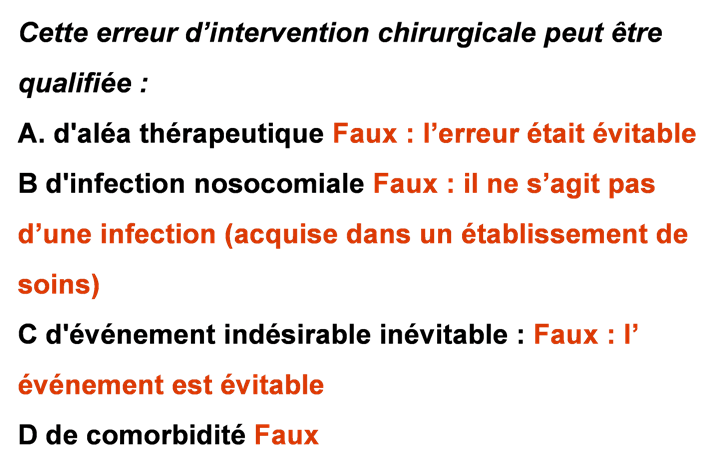 Cette erreur d’intervention chirurgicale peut être
qualifiée :
A. d'aléa thérapeutique Faux : l’erreur était évitable
B d'infection nosocomiale Faux : il ne s’agit pas
d’une infection (acquise dans un établissement de
soins)
C d'événement indésirable inévitable : Faux : l’
événement est évitable
D de comorbidité Faux